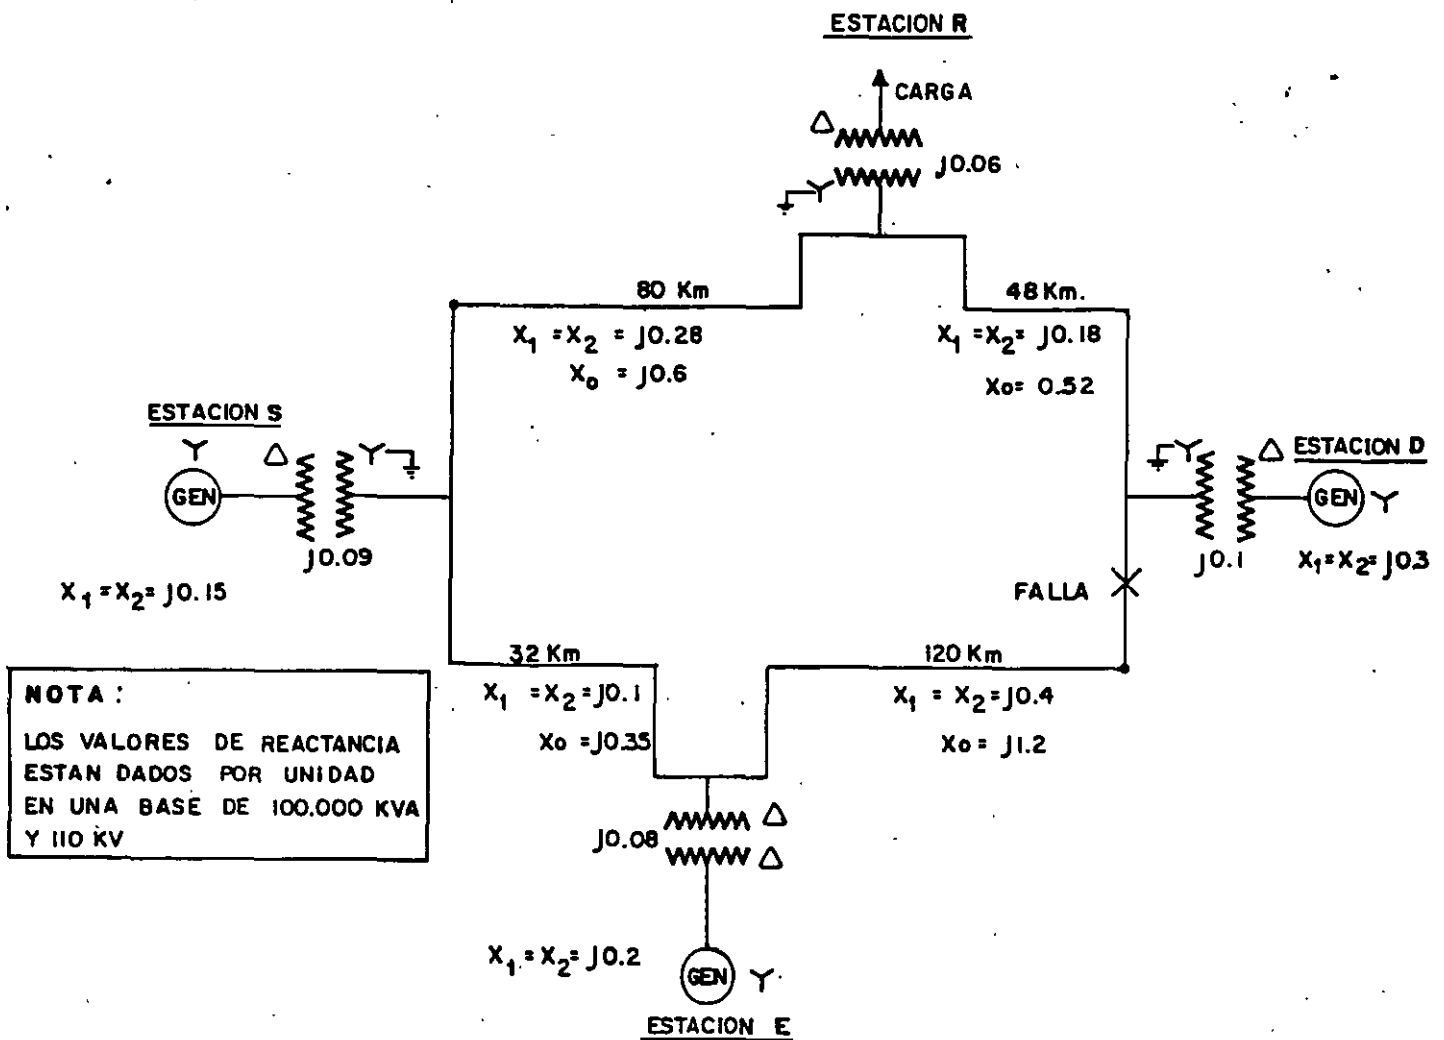 ESTACION R
CARGA
Δ
J0.06
Y
80 Km
X₁ = X₂ = J0.28
X₀ = J0.6
48 Km.
X₁ = X₂ = J0.18
X₀= 0.52
ESTACION S
Y
Δ
Y
GEN
J0.09
X₁ = X₂ = J0.15
Y
Δ
ESTACION D
GEN
Y
J0.1
X₁ = X₂ = J0.3
FALLA
32 Km
X₁ = X₂ = J0.1
X₀ = J0.35
120 Km
X₁ = X₂ = J0.4
X₀ = J1.2
NOTA :
LOS VALORES DE REACTANCIA
ESTAN DADOS POR UNIDAD
EN UNA BASE DE 100.000 KVA
Y 110 KV
J0.08
Δ
Δ
X₁ = X₂ = J0.2
GEN
Y
ESTACION E